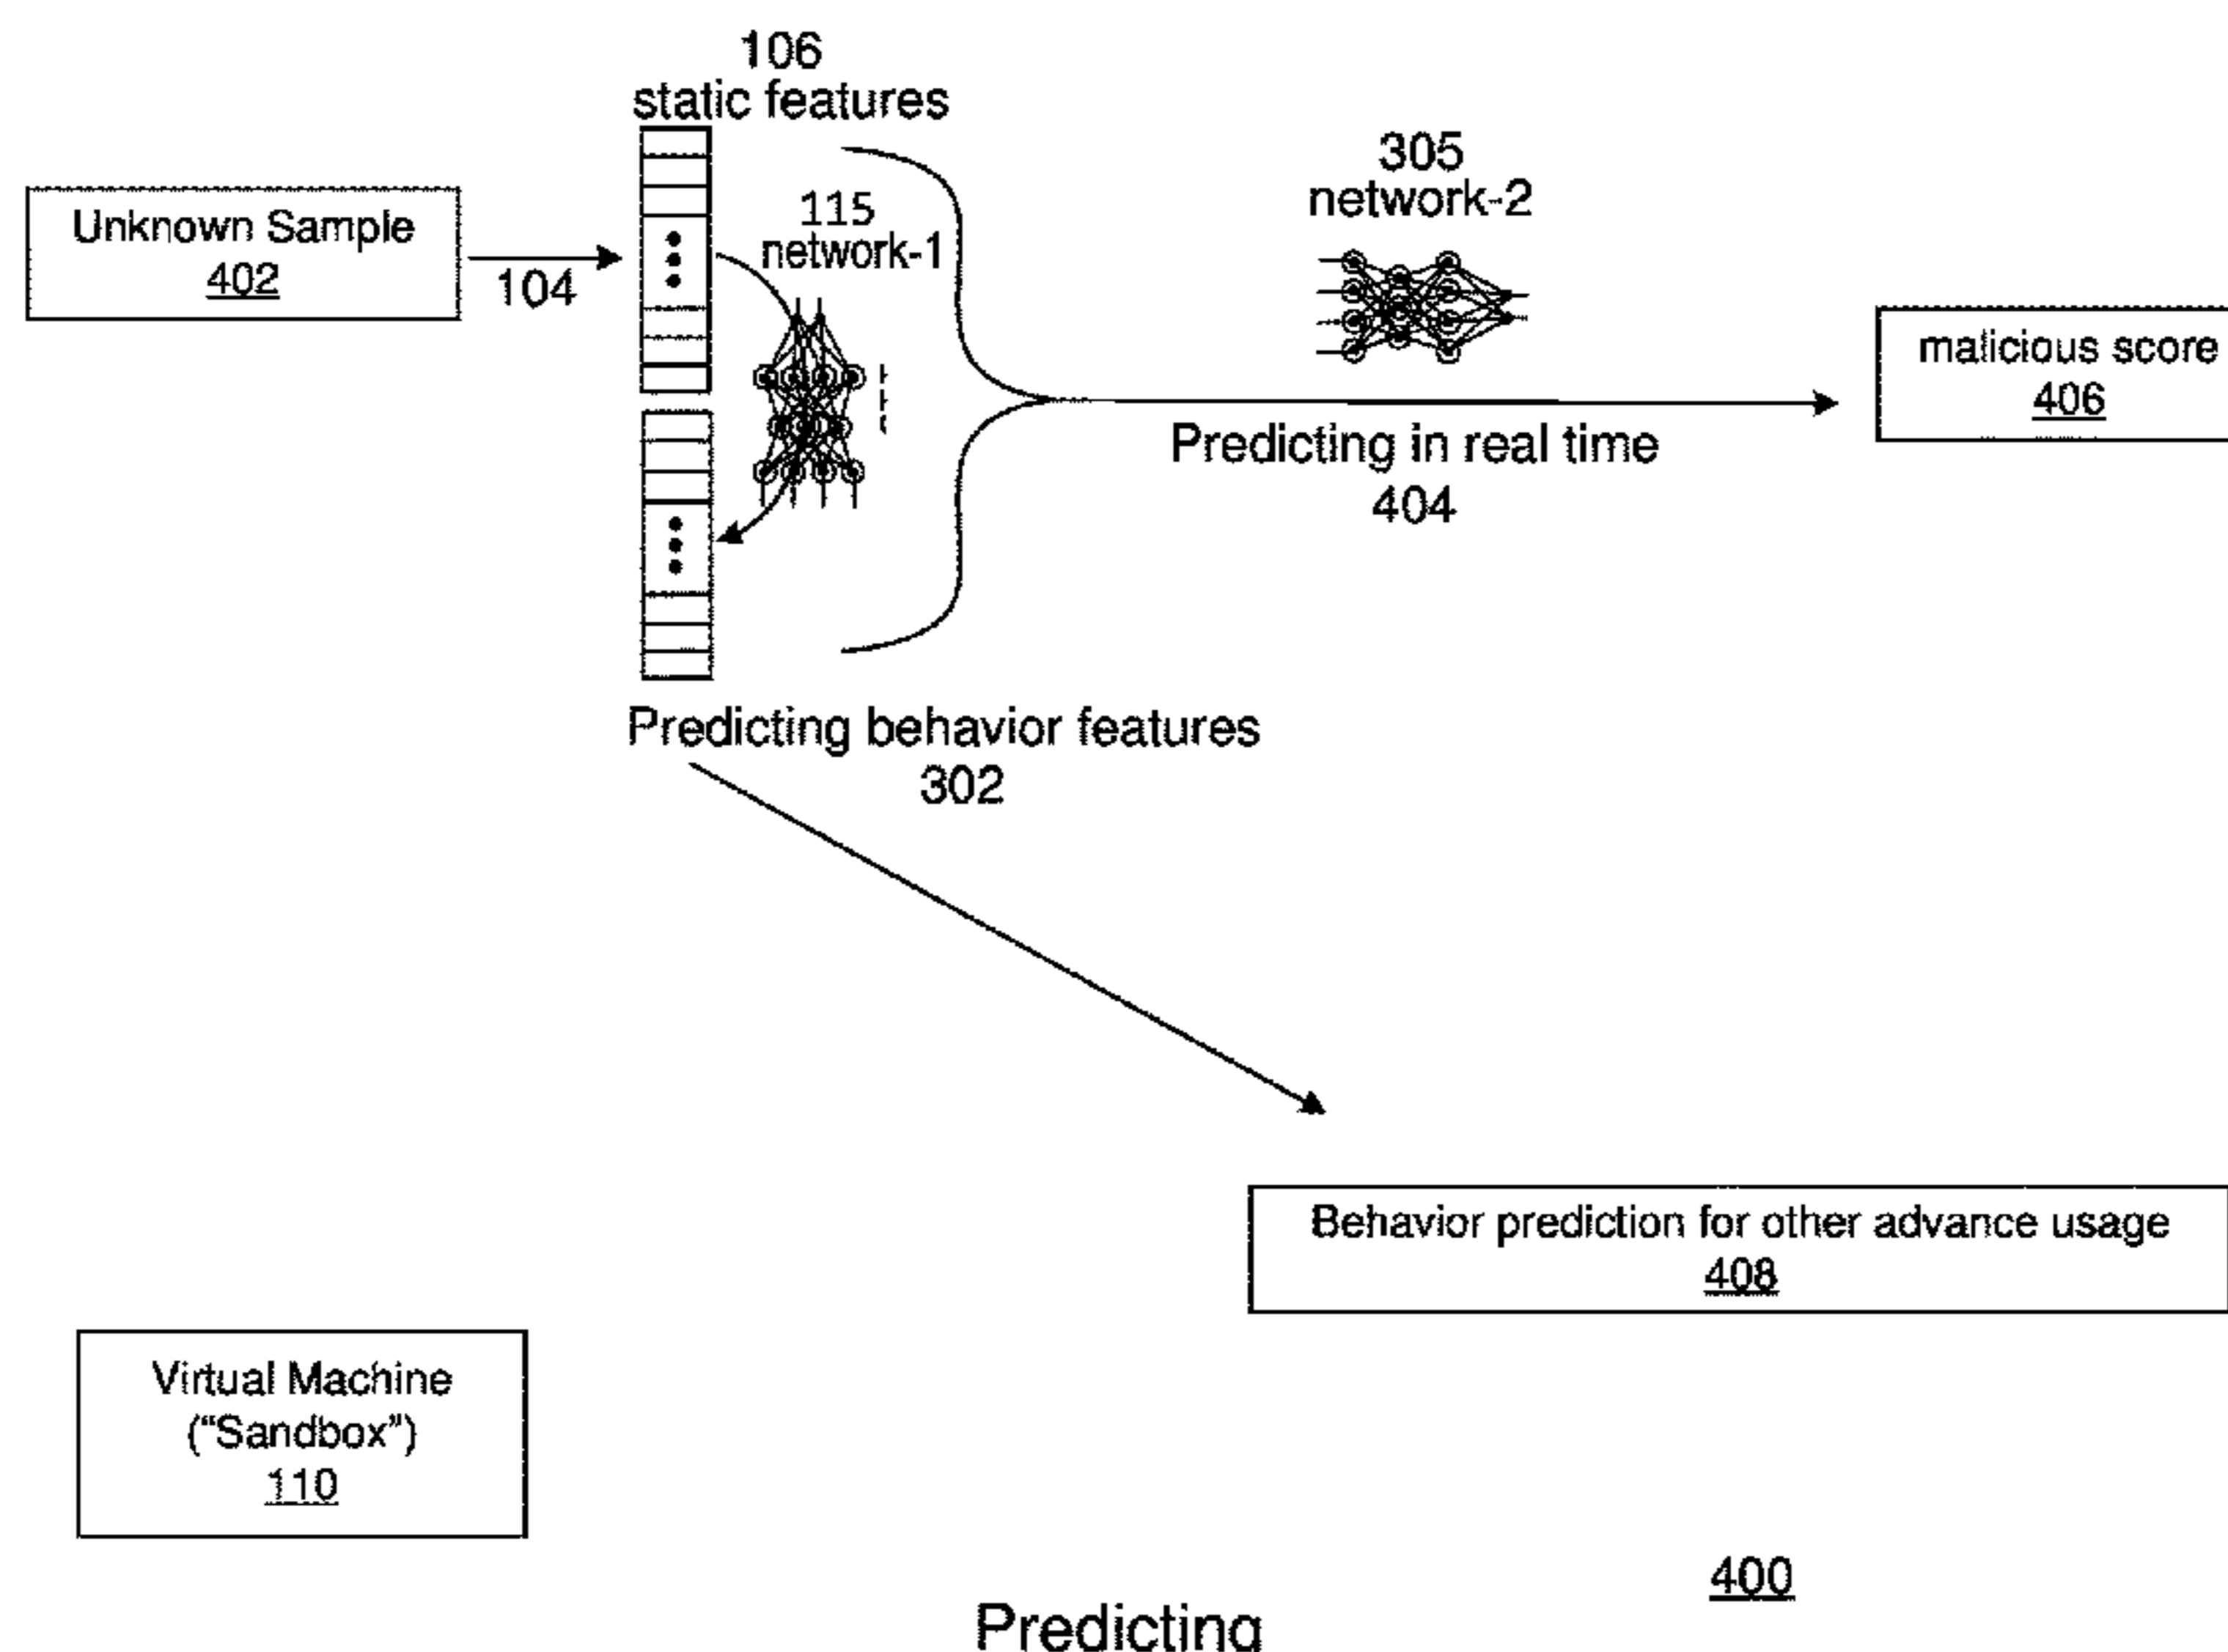 106
static features
Unknown Sample
402
104
115
network-1
305
network-2
malicious score
406
Predicting in real time
404
Predicting behavior features
302
Behavior prediction for other advance usage
408
Virtual Machine
(“Sandbox”)
110
400
Predicting